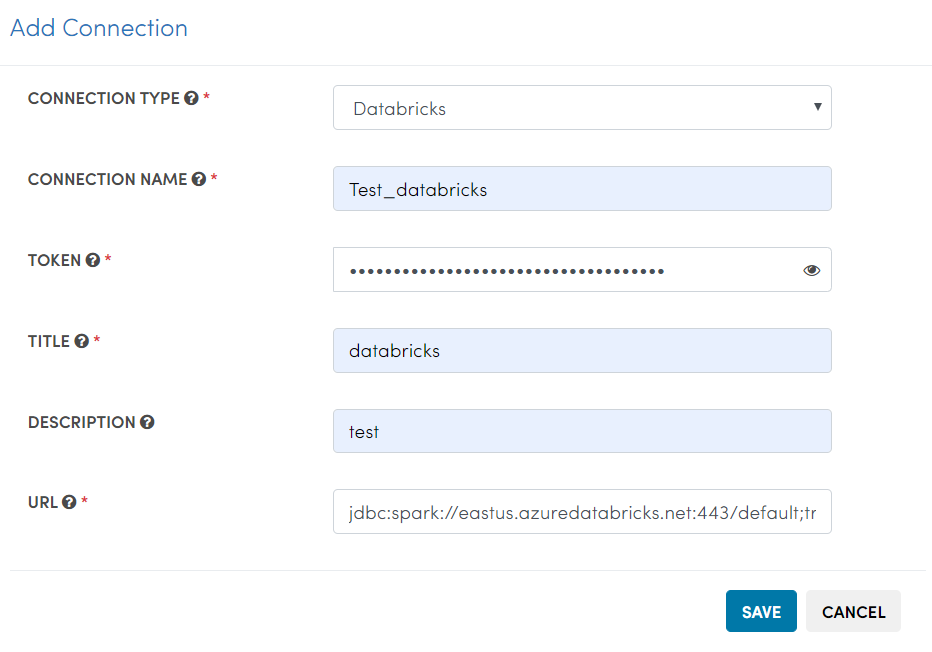 Add Connection
CONNECTION TYPE ? *
Databricks
CONNECTION NAME ? *
Test_databricks
TOKEN ? *
••••••••••••••••••••••••••••••••••••
TITLE ? *
databricks
DESCRIPTION ?
test
URL ? *
jdbc:spark://eastus.azuredatabricks.net:443/default;tr
SAVE CANCEL